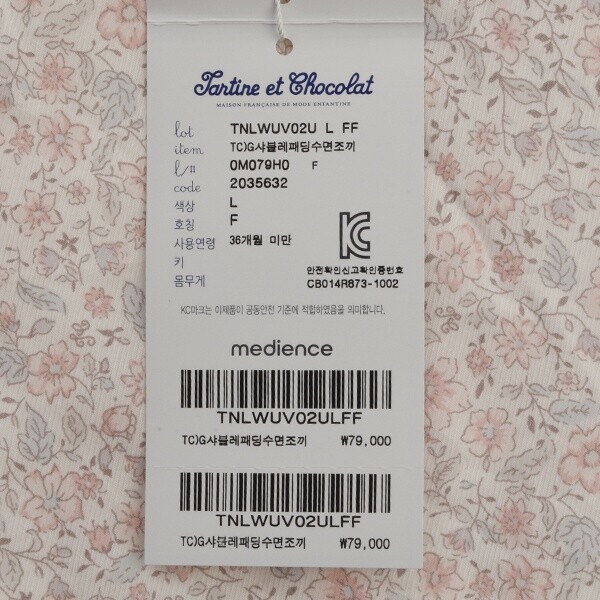 Tartine et Chocolat
MAISON FRANÇAISE DE MODE ENFANTINE
lot TNLWUV02U L FF
item TC)G샤블레패딩수면조끼
l/# 0M079H0 F
code 2035632
색상 L
호칭 F
사용연령 36개월 미만
키
몸무게
KC
안전확인신고확인증번호
CB014R873-1002
KC마크는 이제품이 공동안전 기준에 적합하였음을 의미합니다.
medience
TNLWUV02ULFF
TC)G샤블레패딩수면조끼 ₩79,000
TNLWUV02ULFF
TC)G샤블레패딩수면조끼 ₩79,000